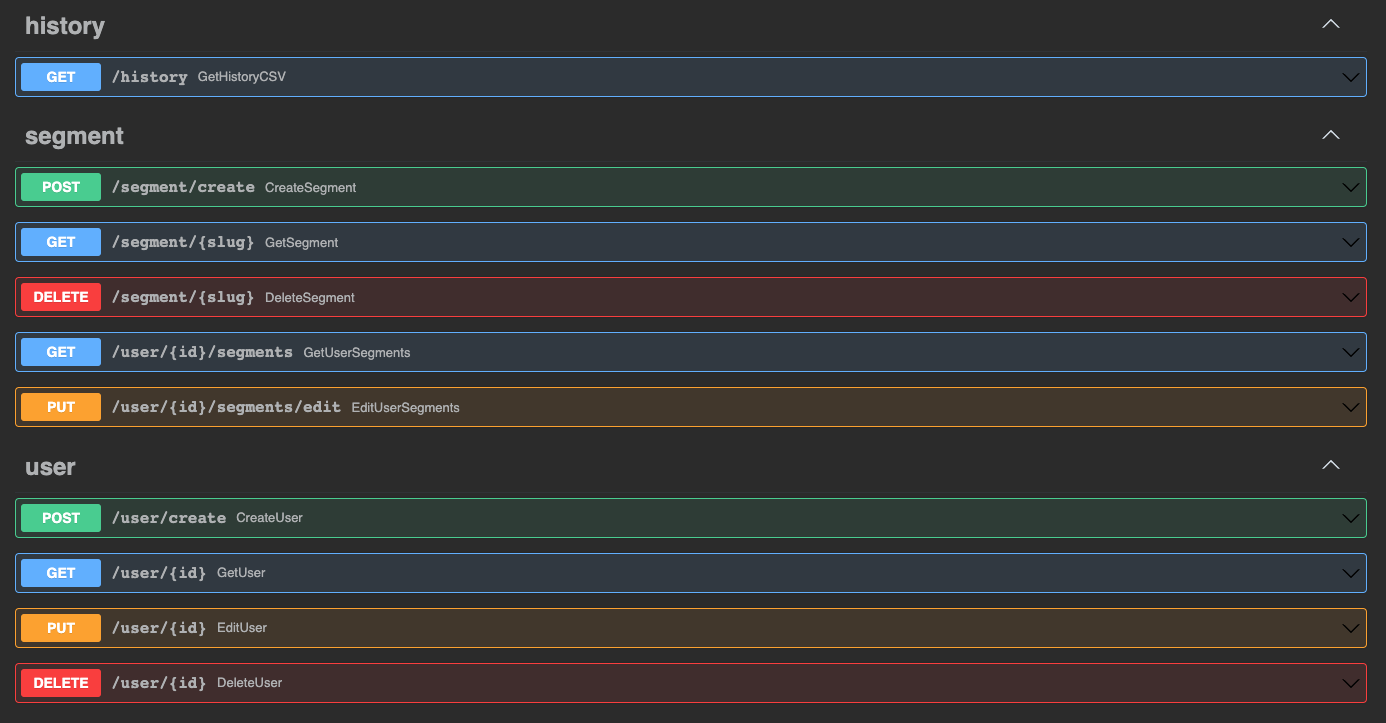 history
GET /history GetHistoryCSV
segment
POST /segment/create CreateSegment
GET /segment/{slug} GetSegment
DELETE /segment/{slug} DeleteSegment
GET /user/{id}/segments GetUserSegments
PUT /user/{id}/segments/edit EditUserSegments
user
POST /user/create CreateUser
GET /user/{id} GetUser
PUT /user/{id} EditUser
DELETE /user/{id} DeleteUser